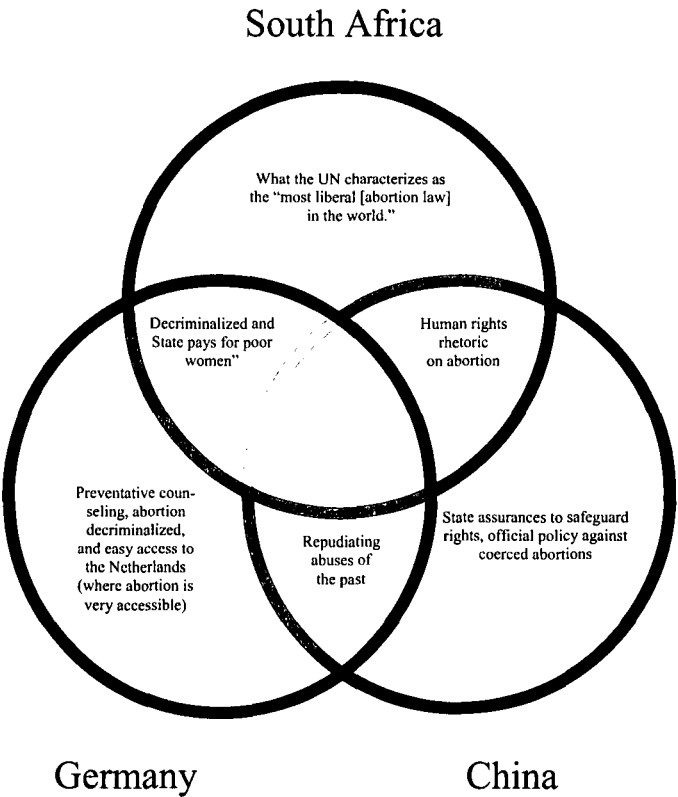 South Africa
What the UN characterizes as
the “most liberal [abortion law]
in the world.”
Decriminalized and
State pays for poor
women”
Human rights
rhetoric
on abortion
Preventative coun-
seling, abortion
decriminalized,
and easy access to
the Netherlands
(where abortion is
very accessible)
Repudiating
abuses of
the past
State assurances to safeguard
rights, official policy against
coerced abortions
Germany
China